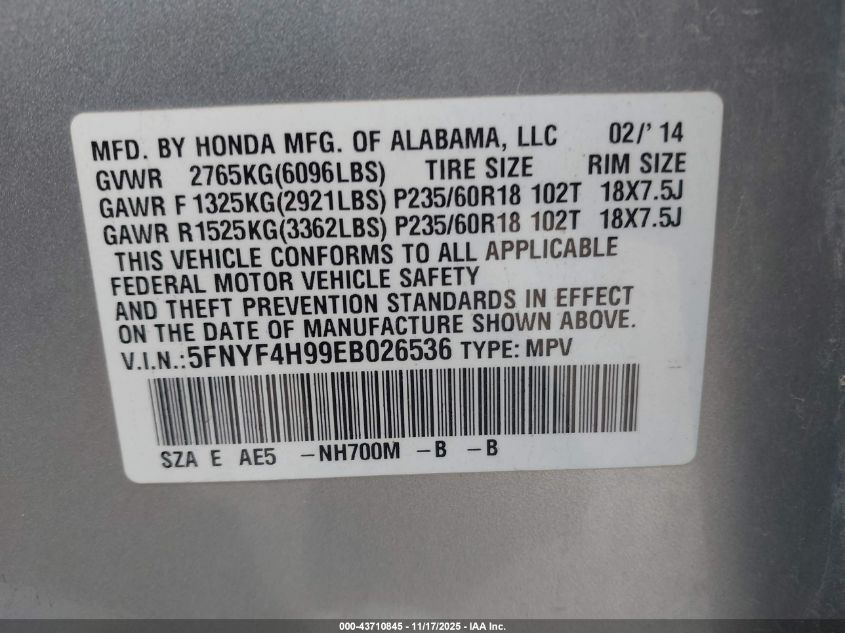 MFD. BY HONDA MFG. OF ALABAMA, LLC 02/' 14
GVWR 2765KG(6096LBS) TIRE SIZE RIM SIZE
GAWR F 1325KG(2921LBS) P235/60R18 102T 18X7.5J
GAWR R1525KG(3362LBS) P235/60R18 102T 18X7.5J
THIS VEHICLE CONFORMS TO ALL APPLICABLE
FEDERAL MOTOR VEHICLE SAFETY
AND THEFT PREVENTION STANDARDS IN EFFECT
ON THE DATE OF MANUFACTURE SHOWN ABOVE.
V.I.N.: 5FNYF4H99EB026536 TYPE: MPV
SZA E AE5 -NH700M -B -B
000-43710845 - 11/17/2025 - IAA Inc.